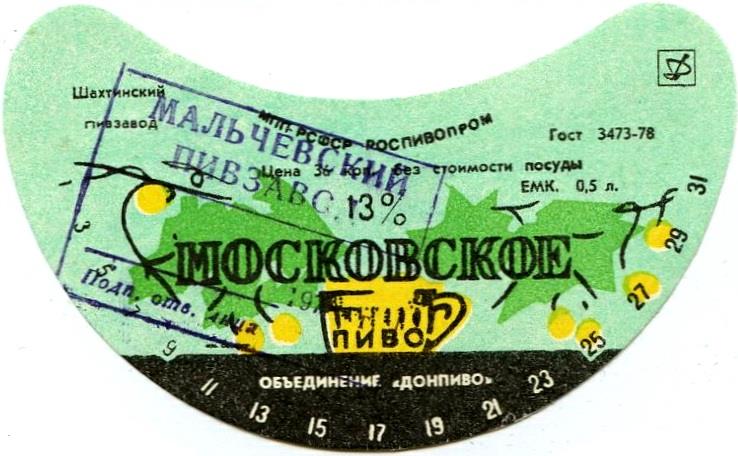 Шахтинский
пивзавод
МПП РСФСР РОСПИВОПРОМ
Гост 3473-78
Цена 36 коп. без стоимости посуды
ЕМК. 0,5 л.
13%
МАЛЬЧЕВСКИЙ
ПИВЗАВОД
Подп. отв. лица
МОСКОВСКОЕ
ПИВО
ОБЪЕДИНЕНИЕ «ДОНПИВО»
1 3 5 7 9 11 13 15 17 19 21 23 25 27 29 31